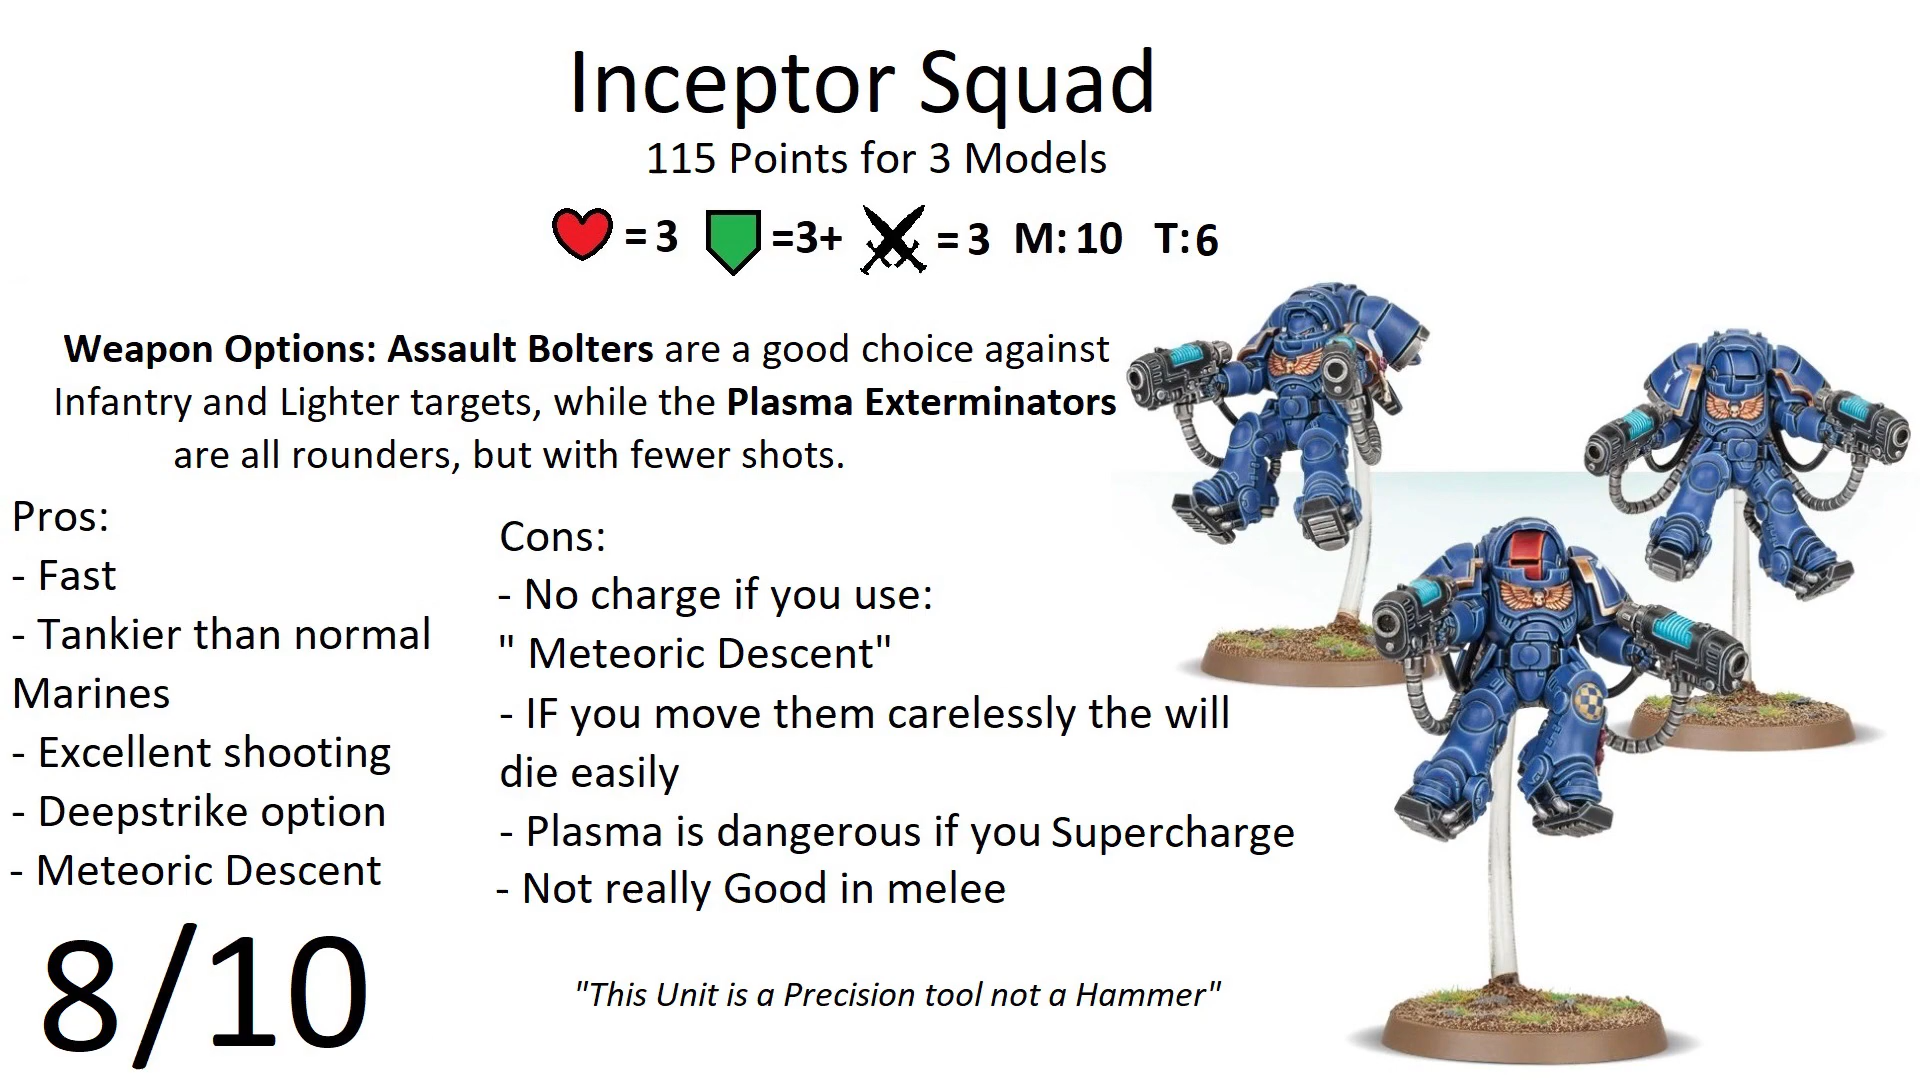 Inceptor Squad
115 Points for 3 Models
= 3 =3+ = 3 M: 10 T: 6
Weapon Options: Assault Bolters are a good choice against
Infantry and Lighter targets, while the Plasma Exterminators
are all rounders, but with fewer shots.
Pros:
- Fast
- Tankier than normal
Marines
- Excellent shooting
- Deepstrike option
- Meteoric Descent
Cons:
- No charge if you use:
" Meteoric Descent"
- IF you move them carelessly the will
die easily
- Plasma is dangerous if you Supercharge
- Not really Good in melee
8/10
"This Unit is a Precision tool not a Hammer"